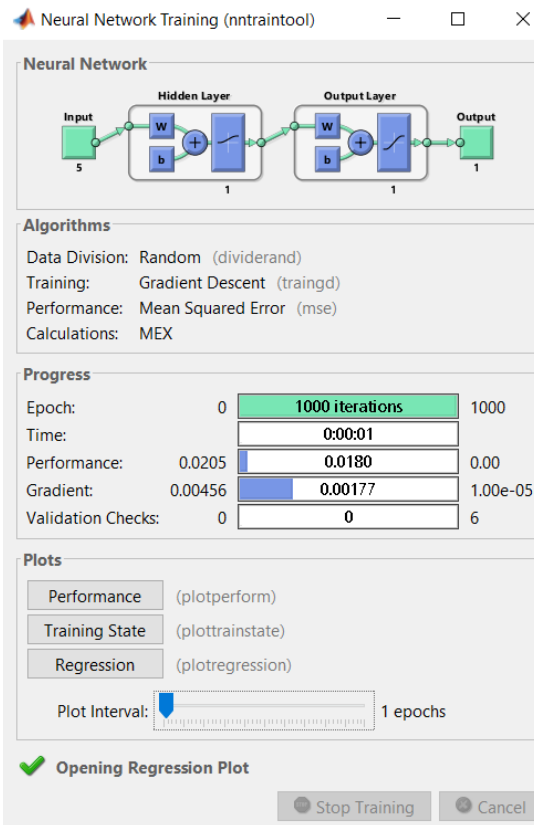 Neural Network Training (nntraintool)
Neural Network
Hidden Layer
Output Layer
Input
Output
W
W
b
b
5
1
1
1
Algorithms
Data Division: Random (dividerand)
Training: Gradient Descent (traingd)
Performance: Mean Squared Error (mse)
Calculations: MEX
Progress
Epoch: 0 1000 iterations 1000
Time: 0:00:01
Performance: 0.0205 0.0180 0.00
Gradient: 0.00456 0.00177 1.00e-05
Validation Checks: 0 0 6
Plots
Performance (plotperform)
Training State (plottrainstate)
Regression (plotregression)
Plot Interval: 1 epochs
Opening Regression Plot
Stop Training Cancel